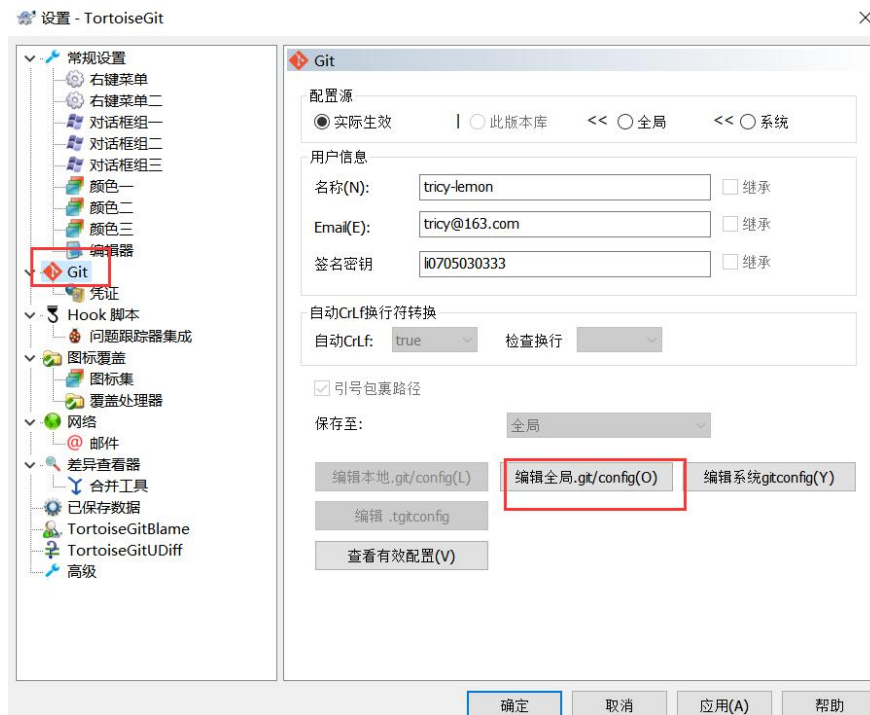 设置 - TortoiseGit
常规设置
右键菜单
右键菜单二
对话框组一
对话框组二
对话框组三
颜色一
颜色二
颜色三
编辑器
Git
凭证
Hook 脚本
问题跟踪器集成
图标覆盖
图标集
覆盖处理器
网络
邮件
差异查看器
合并工具
已保存数据
TortoiseGitBlame
TortoiseGitUDiff
高级
Git
配置源
实际生效 | 此版本库 << 全局 << 系统
用户信息
名称(N): tricy-lemon 继承
Email(E): tricy@163.com 继承
签名密钥 li0705030333 继承
自动CrLf换行符转换
自动CrLf: true 检查换行
引号包裹路径
保存至: 全局
编辑本地.git/config(L) 编辑全局.git/config(O) 编辑系统gitconfig(Y)
编辑 .tgitconfig
查看有效配置(V)
确定 取消 应用(A) 帮助